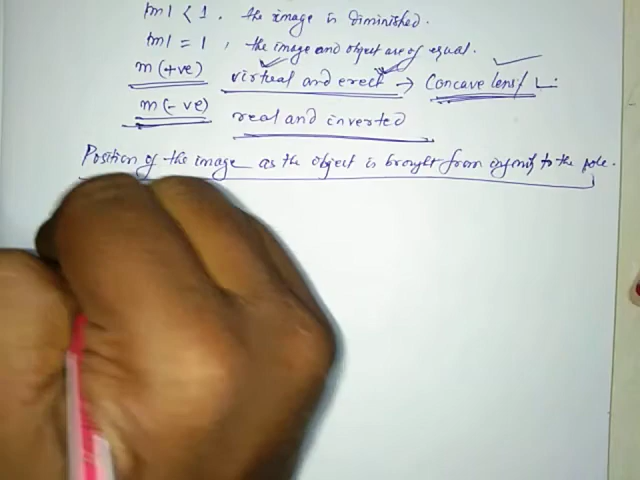 |m| < 1, the image is diminished.
|m| = 1, the image and object are of equal.
m (+ve) virtual and erect → Concave lens/
m (-ve) real and inverted
Position of the image as the object is brought from infinity to the pole.